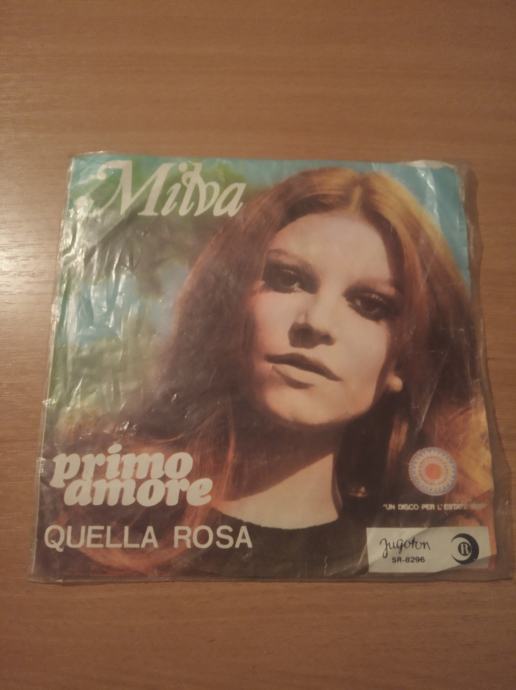 Milva
primo
amore
QUELLA ROSA
"UN DISCO PER L'ESTATE
Jugoton
SR-8296